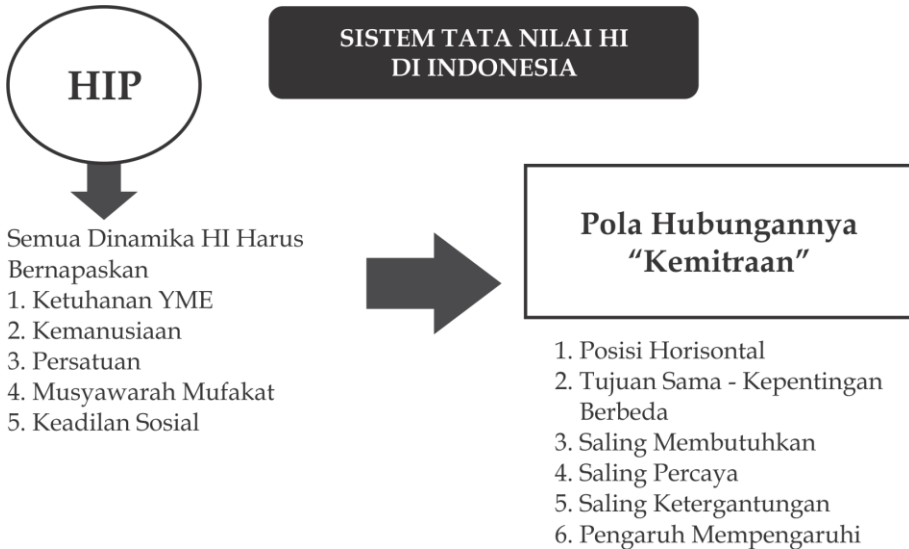 SISTEM TATA NILAI HI
DI INDONESIA
HIP
Semua Dinamika HI Harus
Bernapaskan
1. Ketuhanan YME
2. Kemanusiaan
3. Persatuan
4. Musyawarah Mufakat
5. Keadilan Sosial
Pola Hubungannya
“Kemitraan”
1. Posisi Horisontal
2. Tujuan Sama - Kepentingan
Berbeda
3. Saling Membutuhkan
4. Saling Percaya
5. Saling Ketergantungan
6. Pengaruh Mempengaruhi